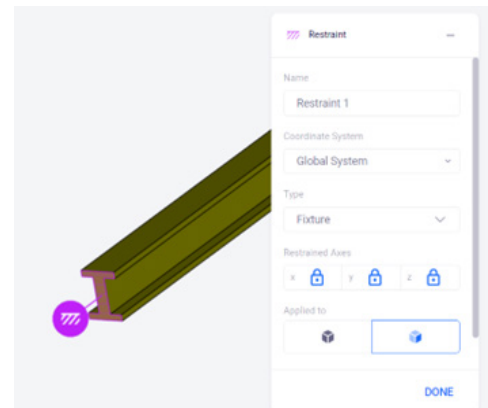 Restraint
Name
Restraint 1
Coordinate System
Global System
Type
Fixture
Restrained Axes
x y z
Applied to
DONE